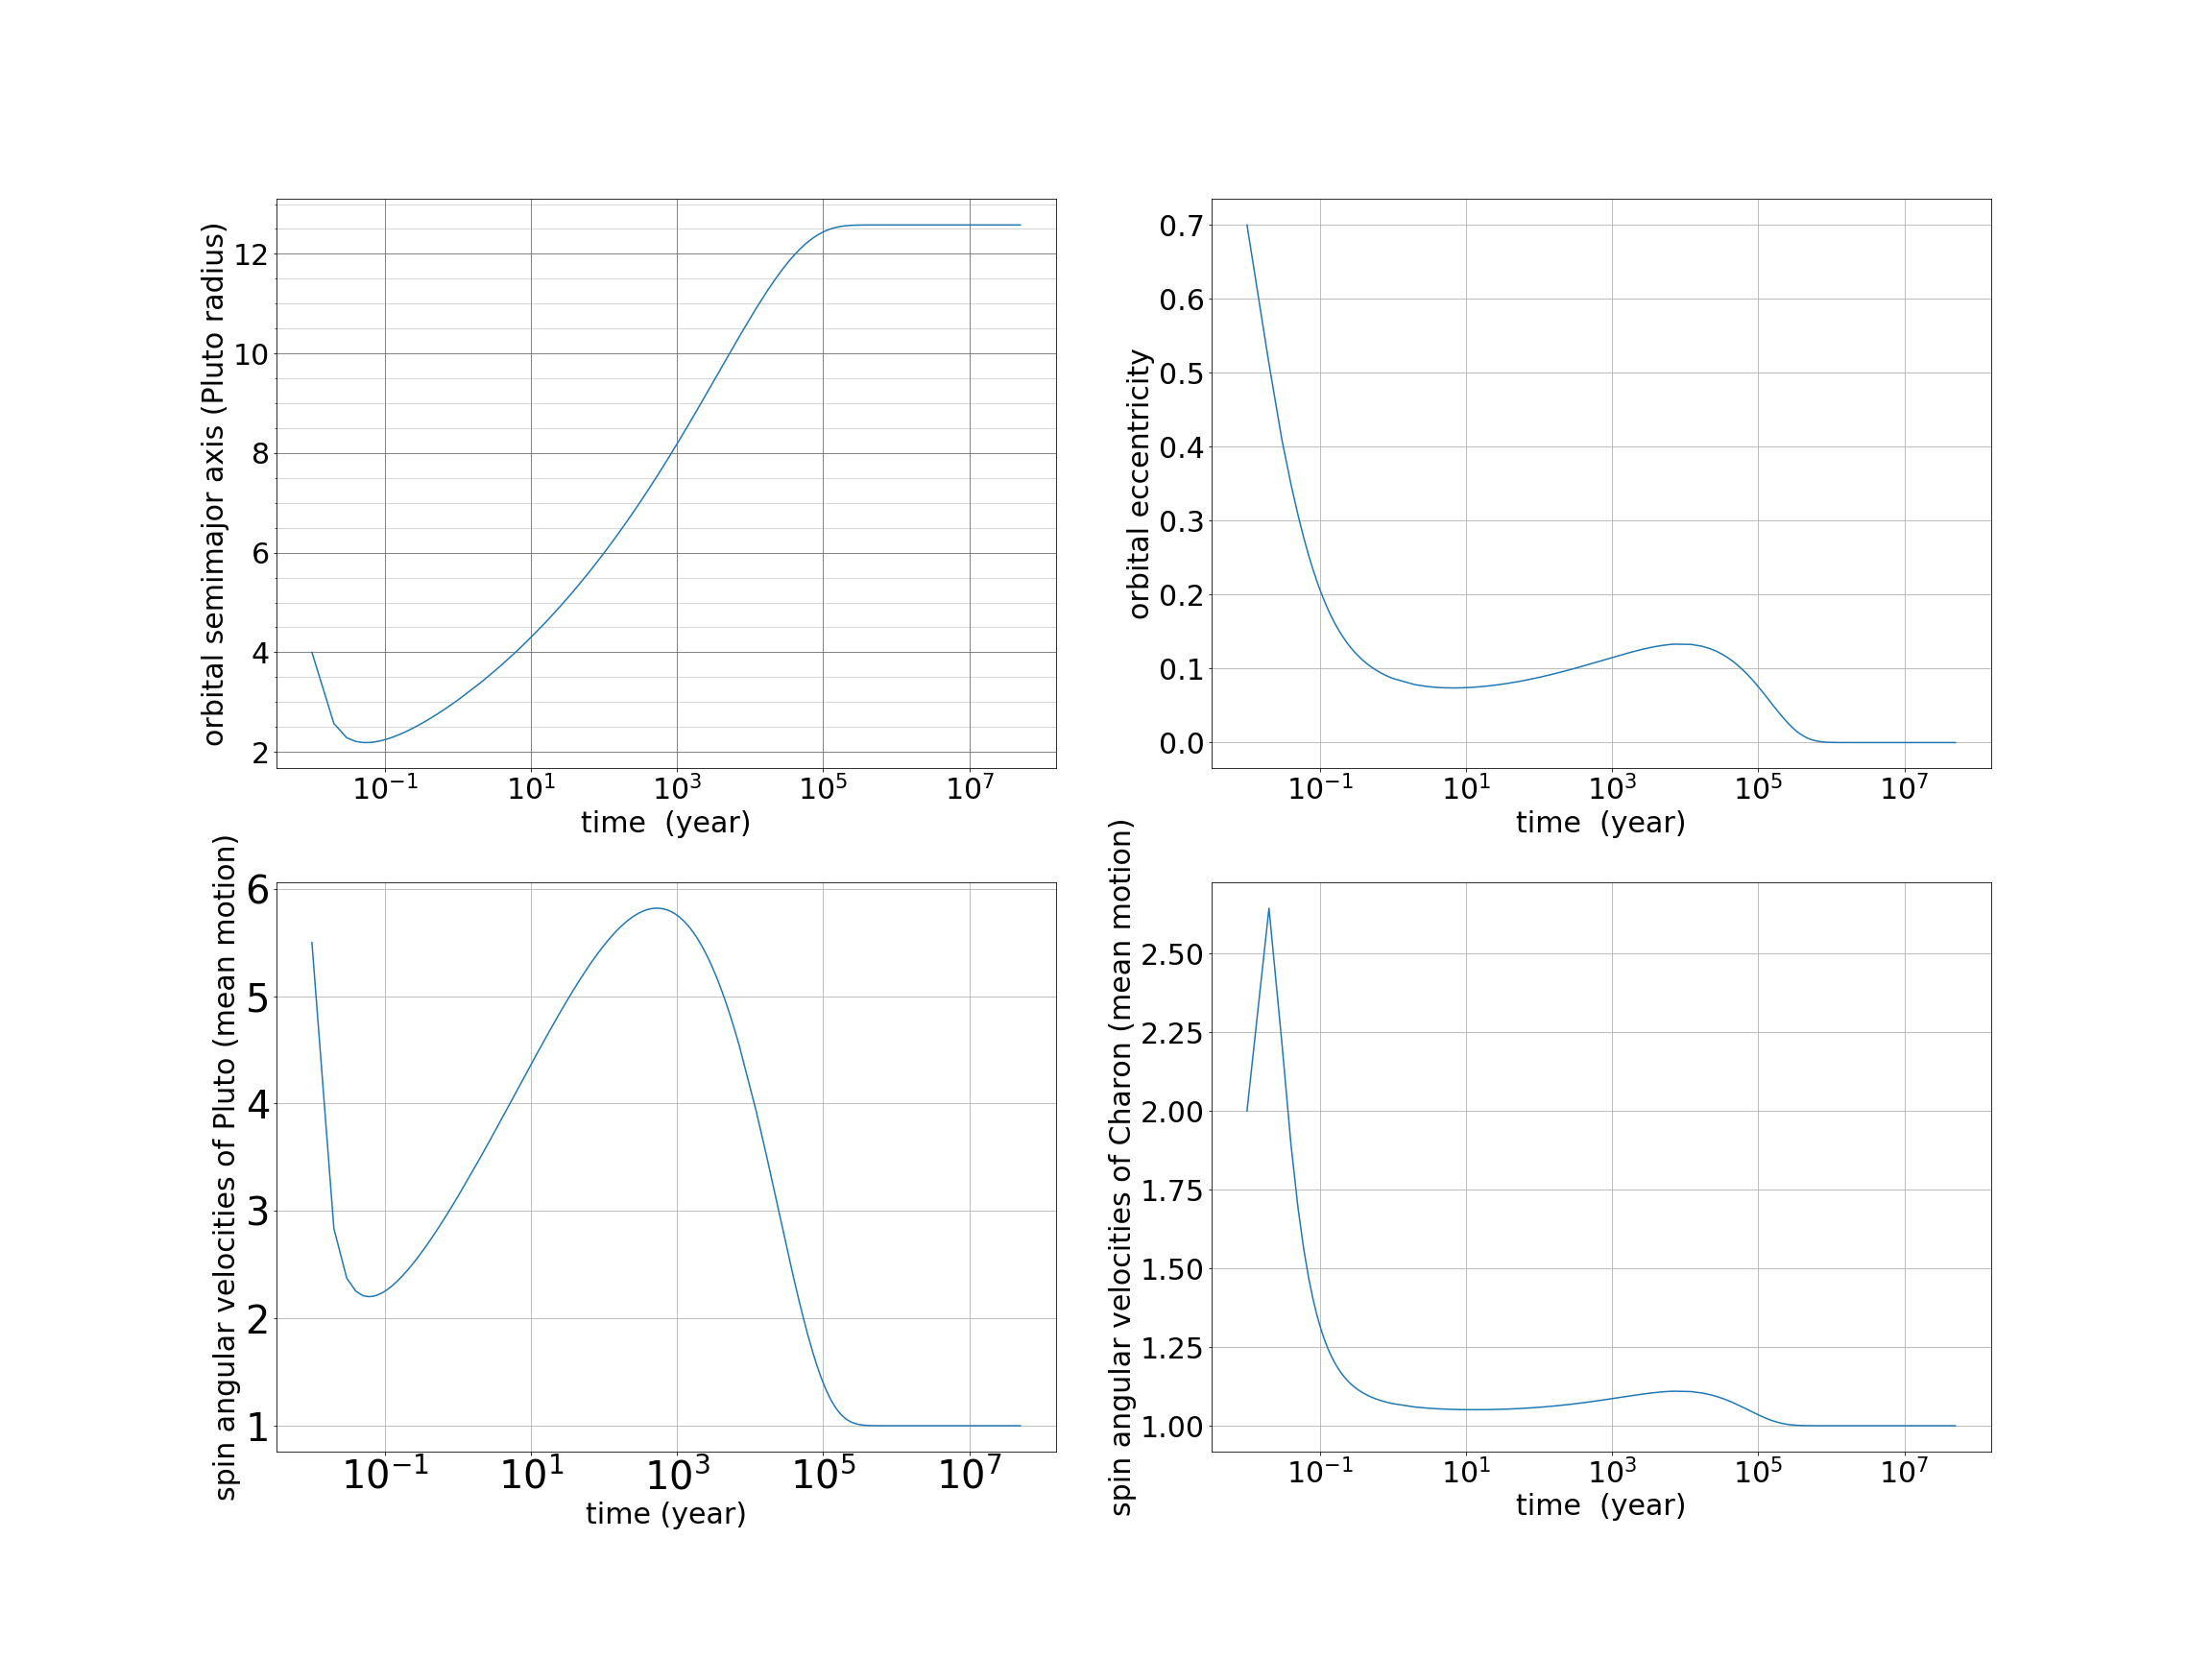 orbital semimajor axis (Pluto radius)
12
10
8
6
4
2
10⁻¹ 10¹ 10³ 10⁵ 10⁷
time (year)
orbital eccentricity
0.7
0.6
0.5
0.4
0.3
0.2
0.1
0.0
10⁻¹ 10¹ 10³ 10⁵ 10⁷
time (year)
spin angular velocities of Pluto (mean motion)
6
5
4
3
2
1
10⁻¹ 10¹ 10³ 10⁵ 10⁷
time (year)
spin angular velocities of Charon (mean motion)
2.50
2.25
2.00
1.75
1.50
1.25
1.00
10⁻¹ 10¹ 10³ 10⁵ 10⁷
time (year)